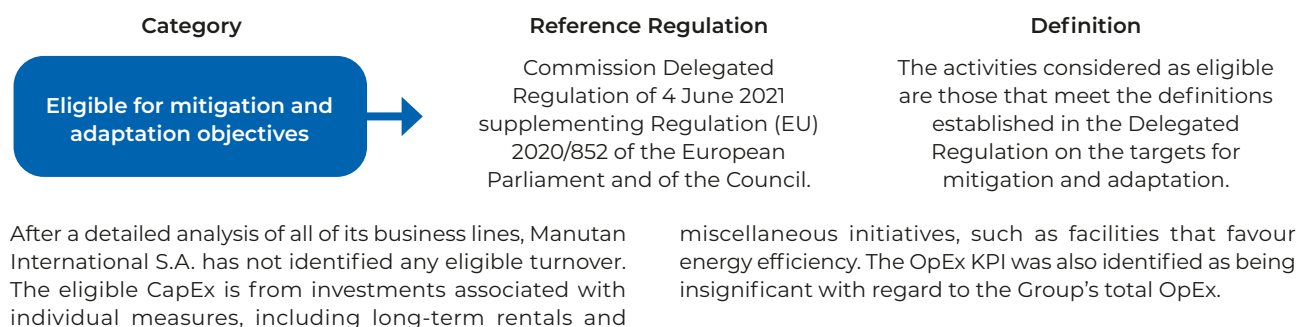 Category
Eligible for mitigation and
adaptation objectives
Reference Regulation
Commission Delegated
Regulation of 4 June 2021
supplementing Regulation (EU)
2020/852 of the European
Parliament and of the Council.
Definition
The activities considered as eligible
are those that meet the definitions
established in the Delegated
Regulation on the targets for
mitigation and adaptation.
After a detailed analysis of all of its business lines, Manutan
International S.A. has not identified any eligible turnover.
The eligible CapEx is from investments associated with
individual measures, including long-term rentals and
miscellaneous initiatives, such as facilities that favour
energy efficiency. The OpEx KPI was also identified as being
insignificant with regard to the Group's total OpEx.